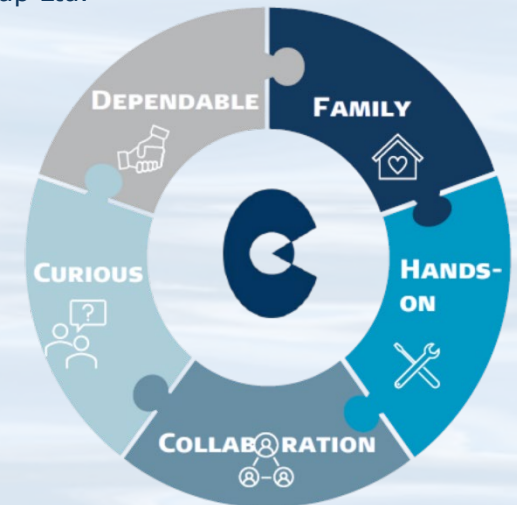 DEPENDABLE
FAMILY
HANDS-
ON
COLLABORATION
CURIOUS
?